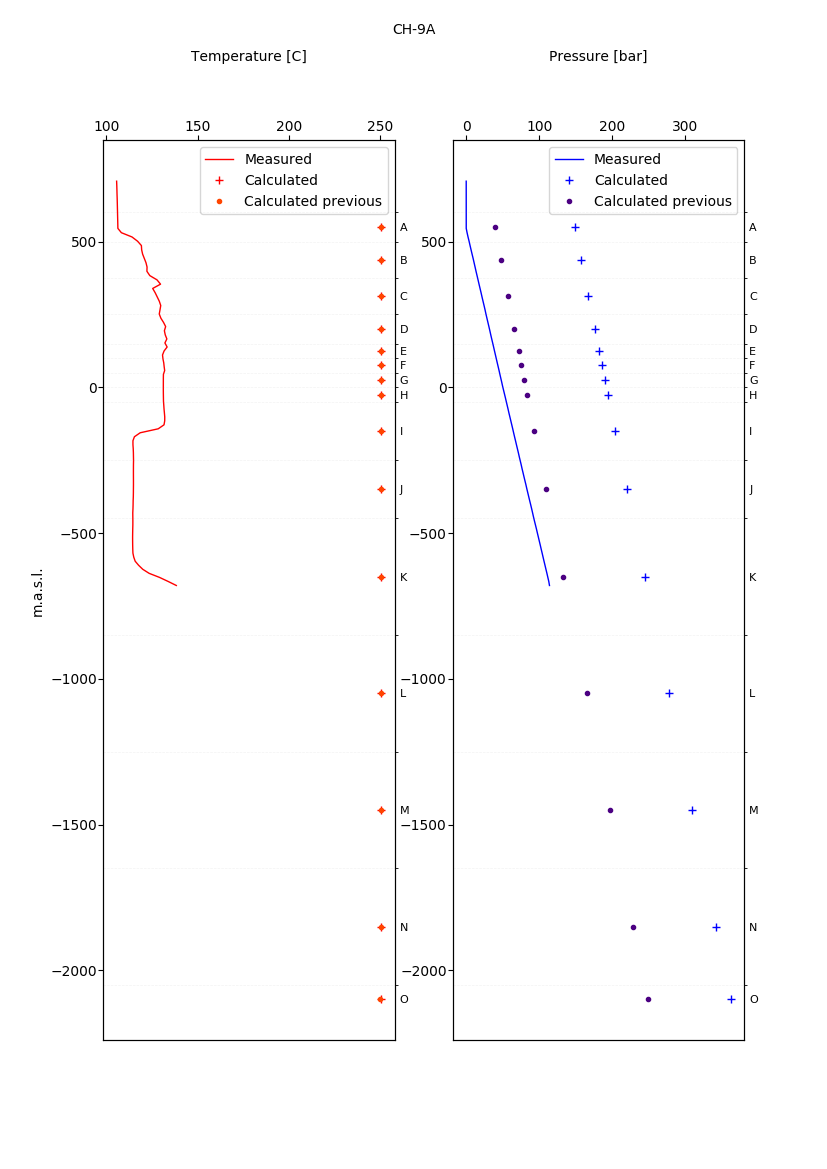 CH-9A
Temperature [C]
Pressure [bar]
100 150 200 250
0 100 200 300
Measured
Calculated
Calculated previous
Measured
Calculated
Calculated previous
m.a.s.l.
500
0
−500
−1000
−1500
−2000
A
B
C
D
E
F
G
H
I
J
K
L
M
N
O
500
0
−500
−1000
−1500
−2000
A
B
C
D
E
F
G
H
I
J
K
L
M
N
O